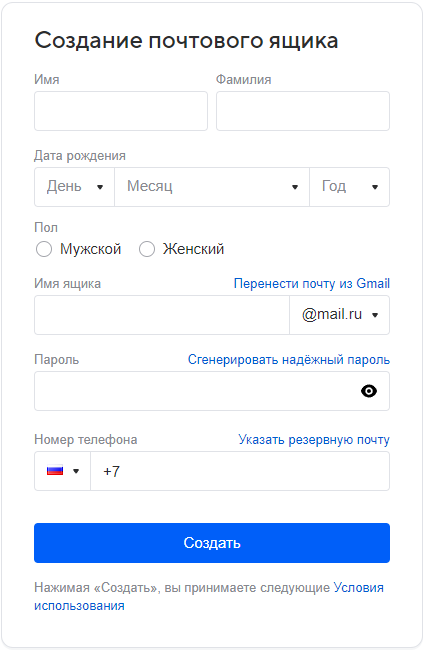 Создание почтового ящика
Имя Фамилия
Дата рождения
День Месяц Год
Пол
Мужской Женский
Имя ящика Перенести почту из Gmail
@mail.ru
Пароль Сгенерировать надёжный пароль
Номер телефона Указать резервную почту
+7
Создать
Нажимая «Создать», вы принимаете следующие Условия
использования